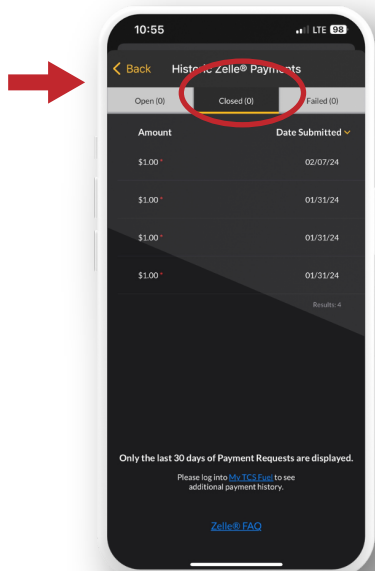 10:55 LTE 98
Back Historic Zelle® Payments
Open (0) Closed (0) Failed (0)
Amount Date Submitted
$1.00 * 02/07/24
$1.00 * 01/31/24
$1.00 * 01/31/24
$1.00 * 01/31/24
Results: 4
Only the last 30 days of Payment Requests are displayed.
Please log into My TCS Fuel to see
additional payment history.
Zelle® FAQ